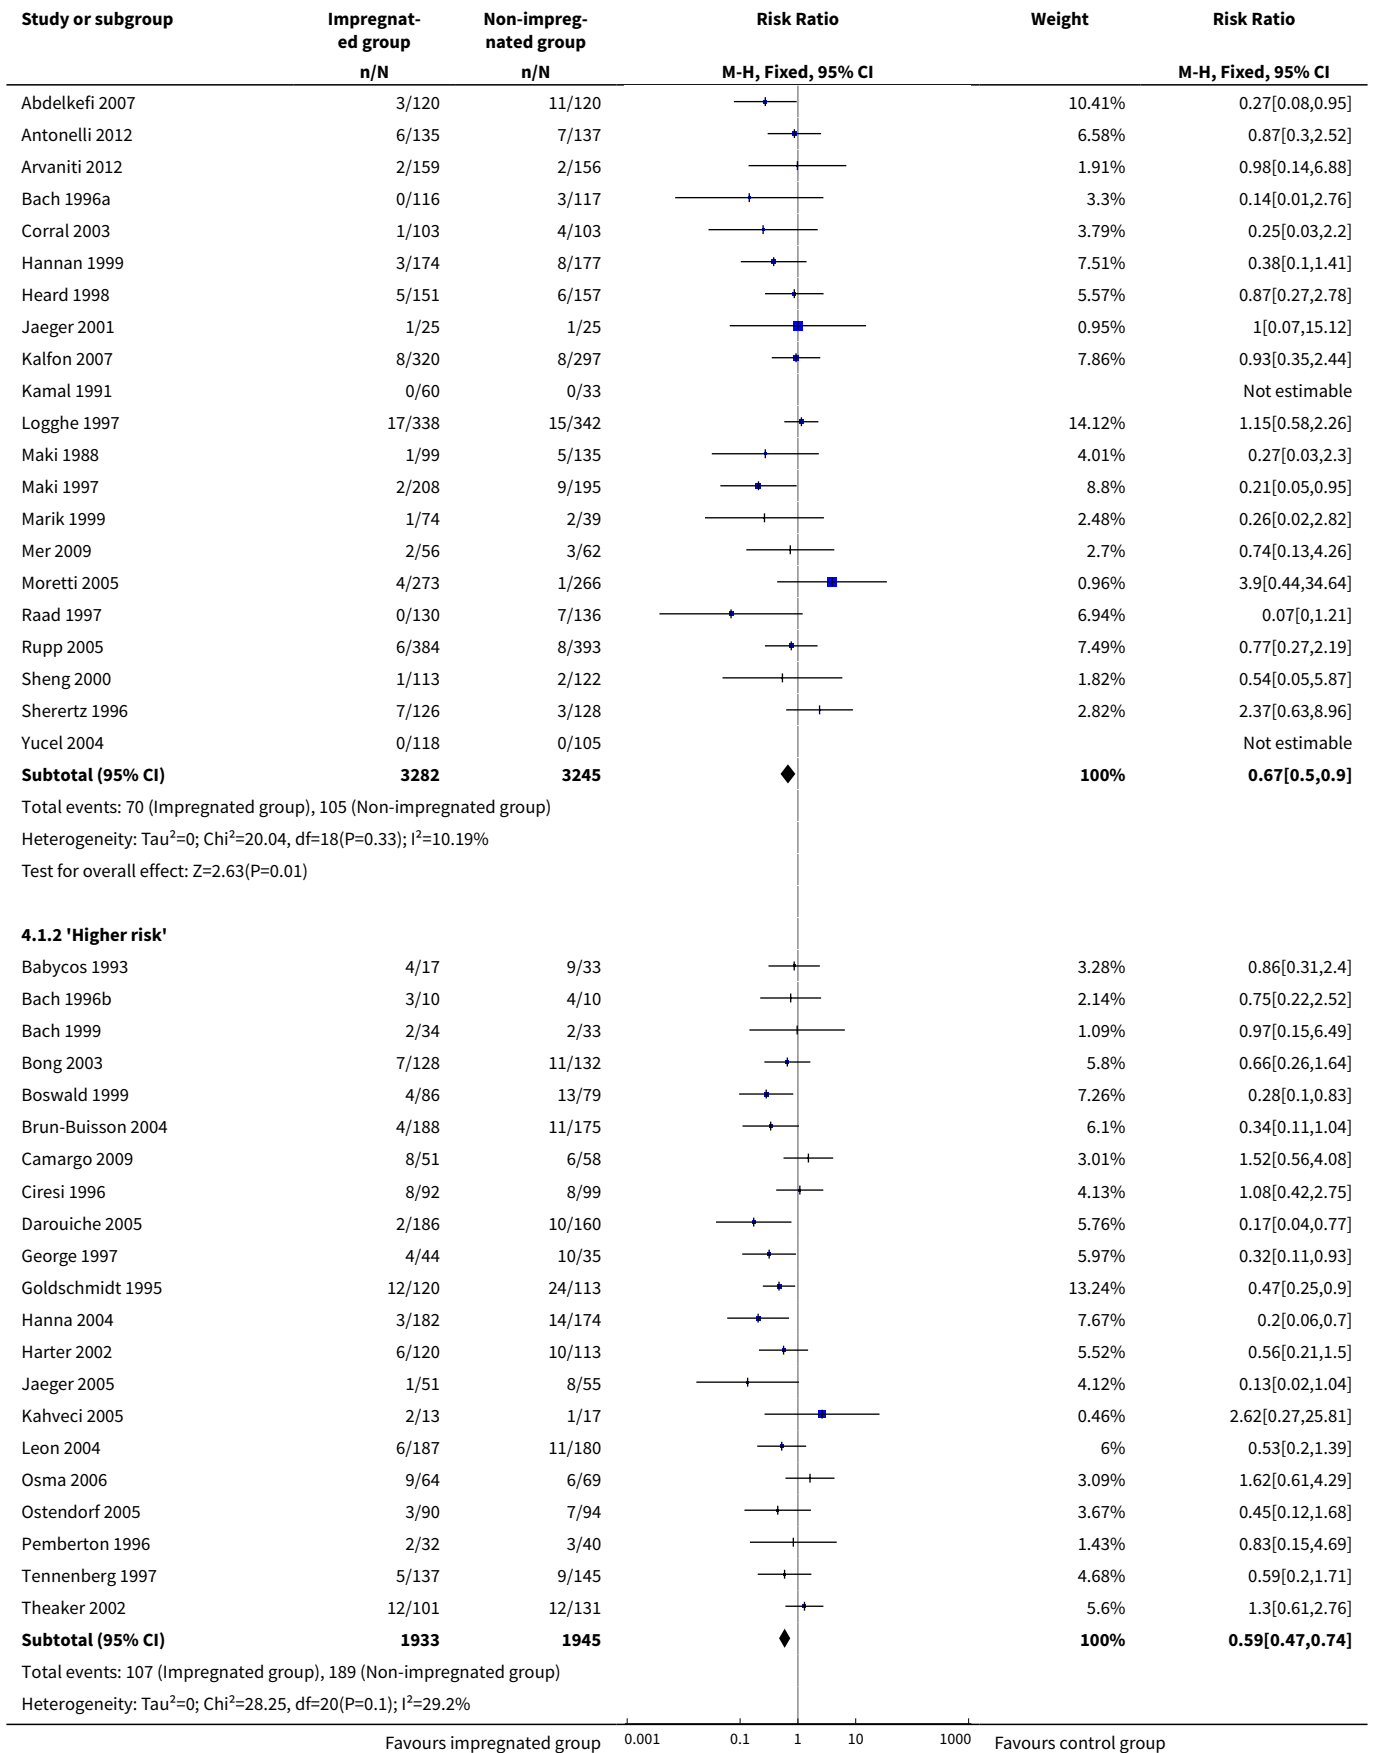 Study or subgroup Impregnat- Non-impreg- Risk Ratio Weight Risk Ratio
ed group nated group
n/N n/N M-H, Fixed, 95% CI M-H, Fixed, 95% CI
Abdelkefi 2007 3/120 11/120 10.41% 0.27[0.08,0.95]
Antonelli 2012 6/135 7/137 6.58% 0.87[0.3,2.52]
Arvaniti 2012 2/159 2/156 1.91% 0.98[0.14,6.88]
Bach 1996a 0/116 3/117 3.3% 0.14[0.01,2.76]
Corral 2003 1/103 4/103 3.79% 0.25[0.03,2.2]
Hannan 1999 3/174 8/177 7.51% 0.38[0.1,1.41]
Heard 1998 5/151 6/157 5.57% 0.87[0.27,2.78]
Jaeger 2001 1/25 1/25 0.95% 1[0.07,15.12]
Kalfon 2007 8/320 8/297 7.86% 0.93[0.35,2.44]
Kamal 1991 0/60 0/33 Not estimable
Logghe 1997 17/338 15/342 14.12% 1.15[0.58,2.26]
Maki 1988 1/99 5/135 4.01% 0.27[0.03,2.3]
Maki 1997 2/208 9/195 8.8% 0.21[0.05,0.95]
Marik 1999 1/74 2/39 2.48% 0.26[0.02,2.82]
Mer 2009 2/56 3/62 2.7% 0.74[0.13,4.26]
Moretti 2005 4/273 1/266 0.96% 3.9[0.44,34.64]
Raad 1997 0/130 7/136 6.94% 0.07[0,1.21]
Rupp 2005 6/384 8/393 7.49% 0.77[0.27,2.19]
Sheng 2000 1/113 2/122 1.82% 0.54[0.05,5.87]
Sherertz 1996 7/126 3/128 2.82% 2.37[0.63,8.96]
Yucel 2004 0/118 0/105 Not estimable
Subtotal (95% CI) 3282 3245 100% 0.67[0.5,0.9]
Total events: 70 (Impregnated group), 105 (Non-impregnated group)
Heterogeneity: Tau²=0; Chi²=20.04, df=18(P=0.33); I²=10.19%
Test for overall effect: Z=2.63(P=0.01)
4.1.2 'Higher risk'
Babycos 1993 4/17 9/33 3.28% 0.86[0.31,2.4]
Bach 1996b 3/10 4/10 2.14% 0.75[0.22,2.52]
Bach 1999 2/34 2/33 1.09% 0.97[0.15,6.49]
Bong 2003 7/128 11/132 5.8% 0.66[0.26,1.64]
Boswald 1999 4/86 13/79 7.26% 0.28[0.1,0.83]
Brun-Buisson 2004 4/188 11/175 6.1% 0.34[0.11,1.04]
Camargo 2009 8/51 6/58 3.01% 1.52[0.56,4.08]
Ciresi 1996 8/92 8/99 4.13% 1.08[0.42,2.75]
Darouiche 2005 2/186 10/160 5.76% 0.17[0.04,0.77]
George 1997 4/44 10/35 5.97% 0.32[0.11,0.93]
Goldschmidt 1995 12/120 24/113 13.24% 0.47[0.25,0.9]
Hanna 2004 3/182 14/174 7.67% 0.2[0.06,0.7]
Harter 2002 6/120 10/113 5.52% 0.56[0.21,1.5]
Jaeger 2005 1/51 8/55 4.12% 0.13[0.02,1.04]
Kahveci 2005 2/13 1/17 0.46% 2.62[0.27,25.81]
Leon 2004 6/187 11/180 6% 0.53[0.2,1.39]
Osma 2006 9/64 6/69 3.09% 1.62[0.61,4.29]
Ostendorf 2005 3/90 7/94 3.67% 0.45[0.12,1.68]
Pemberton 1996 2/32 3/40 1.43% 0.83[0.15,4.69]
Tennenberg 1997 5/137 9/145 4.68% 0.59[0.2,1.71]
Theaker 2002 12/101 12/131 5.6% 1.3[0.61,2.76]
Subtotal (95% CI) 1933 1945 100% 0.59[0.47,0.74]
Total events: 107 (Impregnated group), 189 (Non-impregnated group)
Heterogeneity: Tau²=0; Chi²=28.25, df=20(P=0.1); I²=29.2%
Favours impregnated group 0.001 0.1 1 10 1000 Favours control group